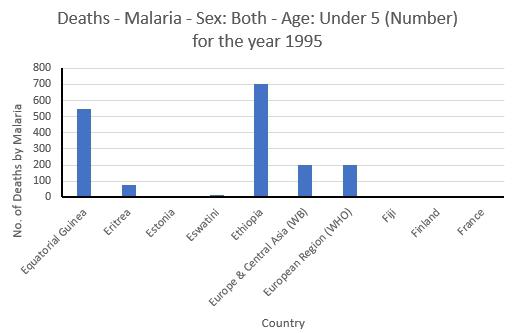 Deaths - Malaria - Sex: Both - Age: Under 5 (Number)
for the year 1995
800
700
600
500
400
300
200
100
0
No. of Deaths by Malaria
Equatorial Guinea
Eritrea
Estonia
Eswatini
Ethiopia
Europe & Central Asia (WB)
European Region (WHO)
Fiji
Finland
France
Country